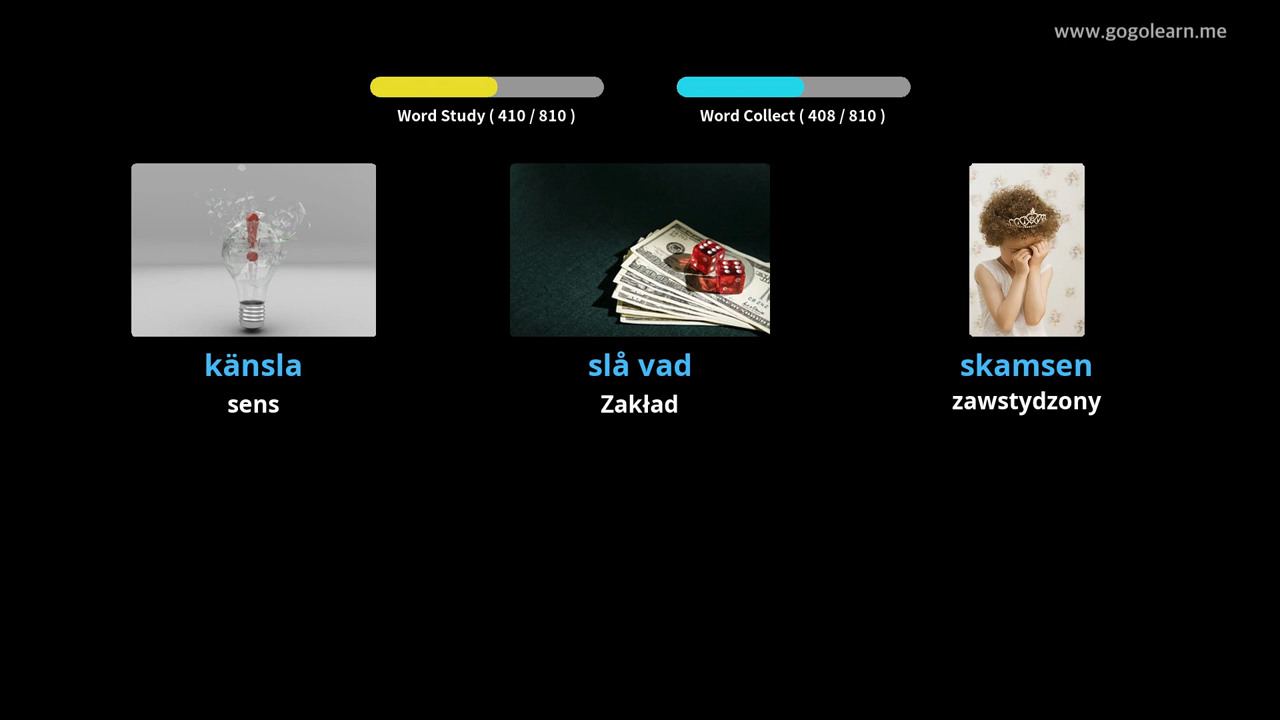 www.gogolearn.me
Word Study ( 410 / 810 )
Word Collect ( 408 / 810 )
känsla
sens
slå vad
Zakład
skamsen
zawstydzony